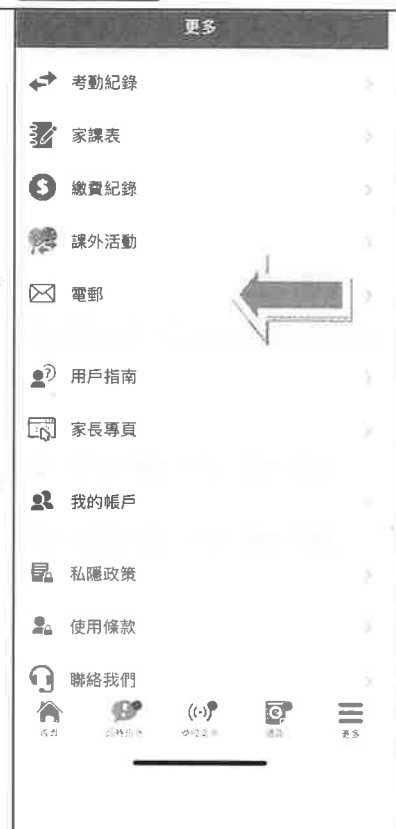 更多
考勤紀錄
家課表
繳費紀錄
課外活動
電郵
用戶指南
家長專頁
我的帳戶
私隱政策
使用條款
聯絡我們
更多